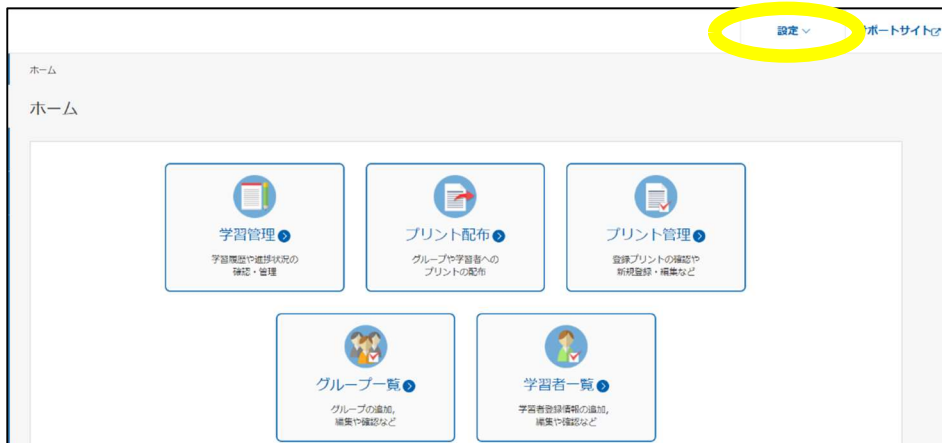 設定
ポートサイト
ホーム
ホーム
学習管理
学習履歴や進捗状況の
確認・管理
プリント配布
グループや学習者への
プリントの配布
プリント管理
登録プリントの確認や
新規登録・編集など
グループ一覧
グループの追加,
編集や確認など
学習者一覧
学習者登録情報の追加,
編集や確認など